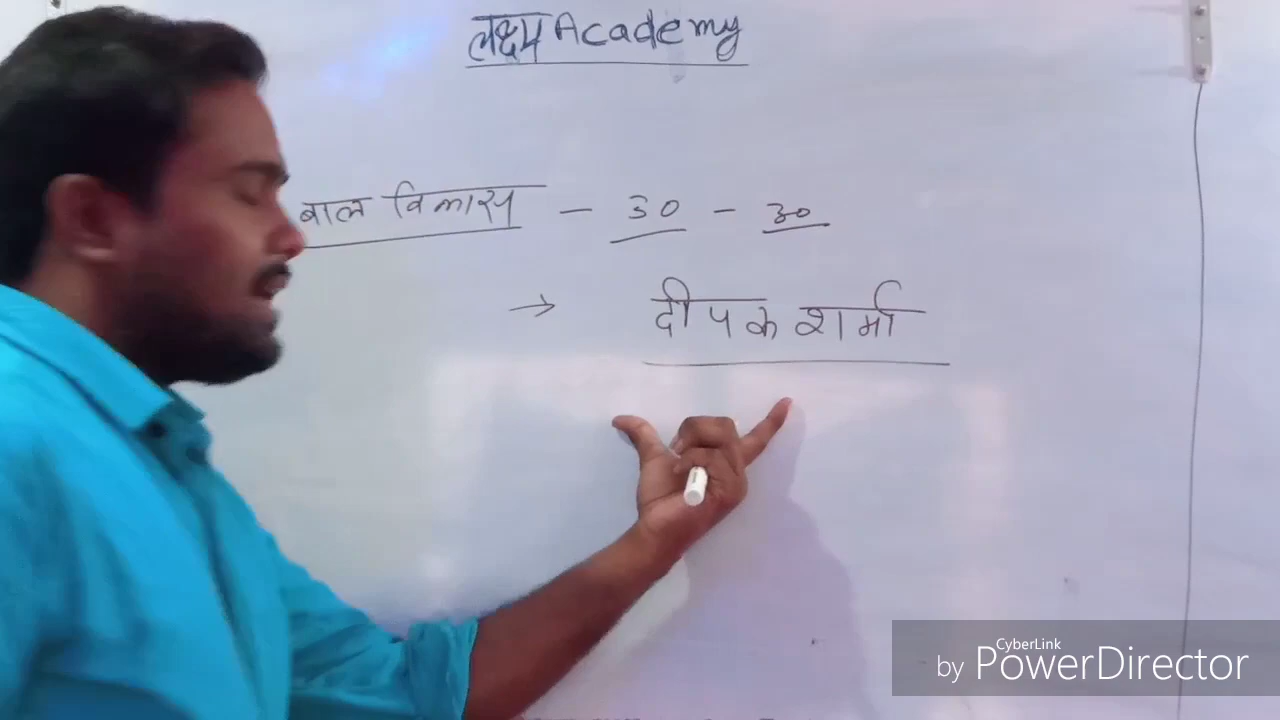 लक्ष्य Academy
बाल विकास - 30 - 30
→ दीपक शर्मा
CyberLink
by PowerDirector